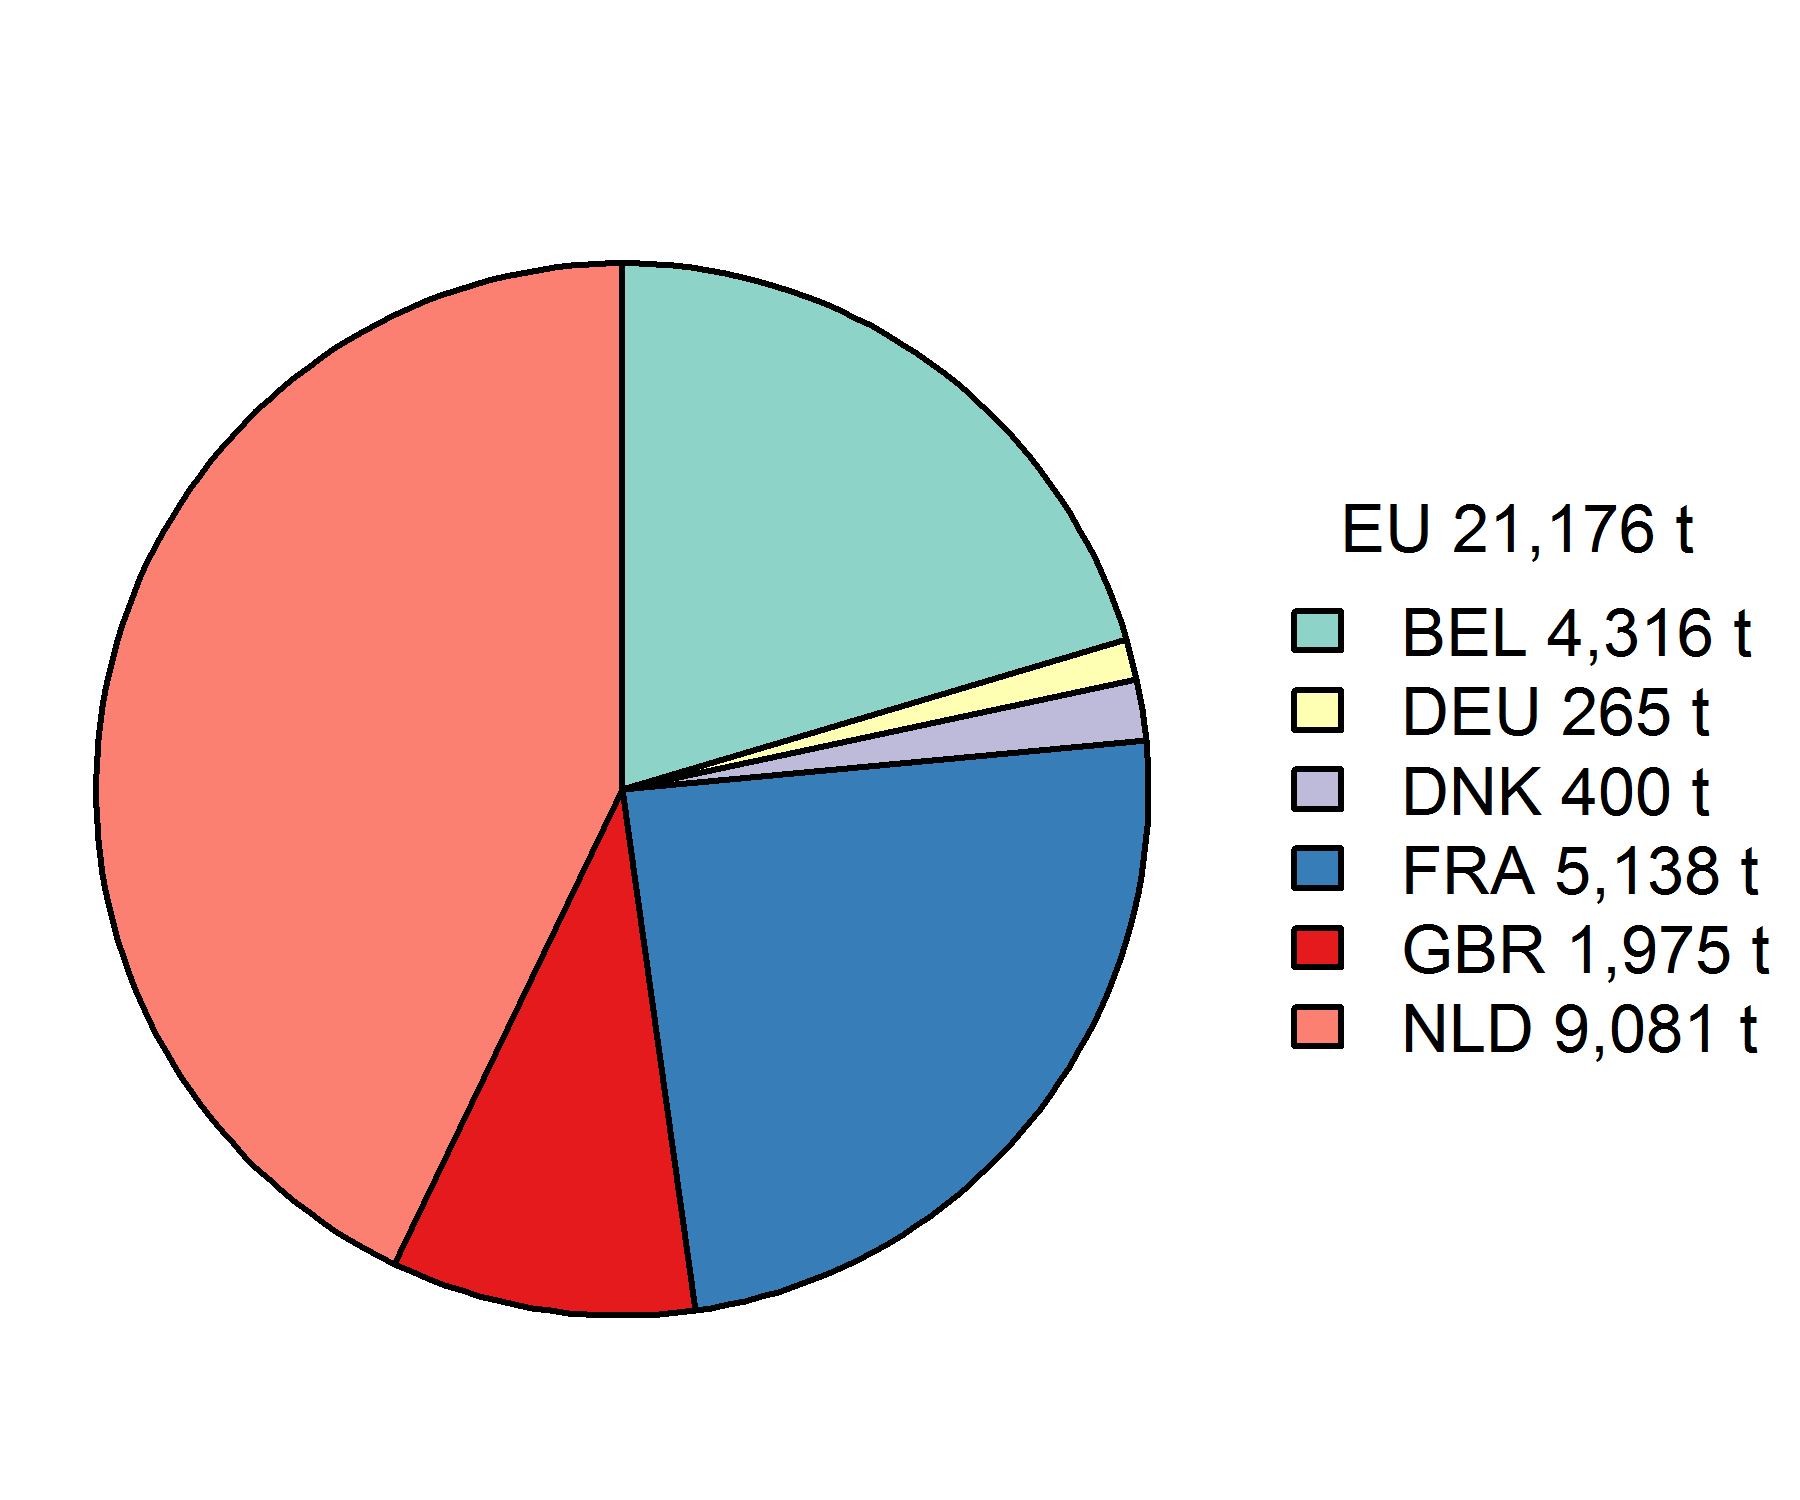 EU 21,176 t
BEL 4,316 t
DEU 265 t
DNK 400 t
FRA 5,138 t
GBR 1,975 t
NLD 9,081 t